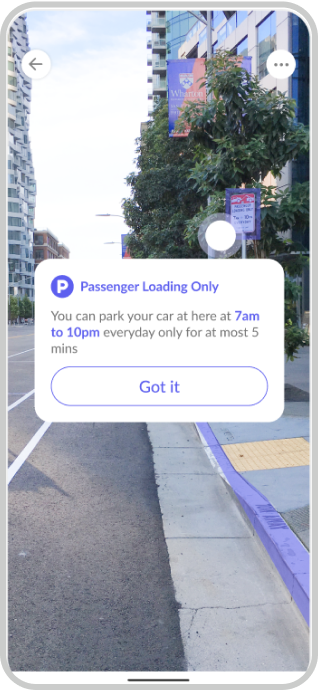 Wharton
P Passenger Loading Only
You can park your car at here at 7am
to 10pm everyday only for at most 5
mins
Got it